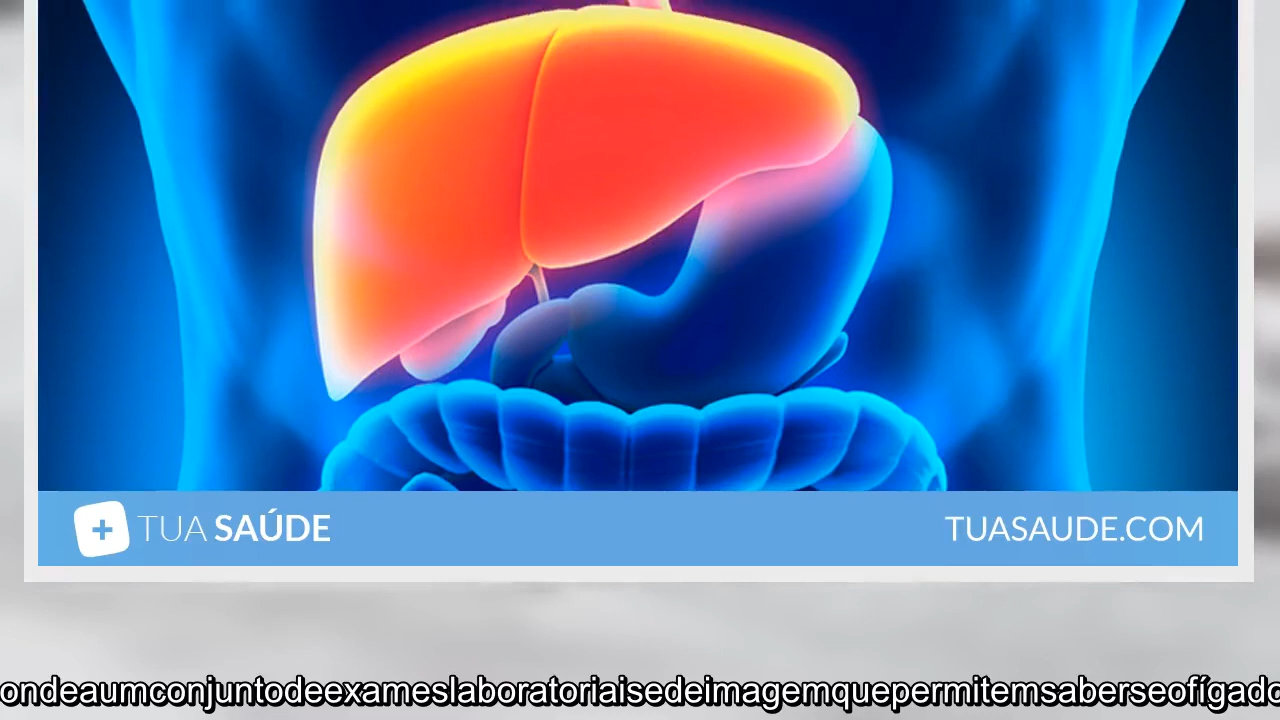 TUA SAÚDE
TUASAUDE.COM
ondeaumconjuntodeexameslaboratoriaisedeimagemquepermitemsaberseofígado